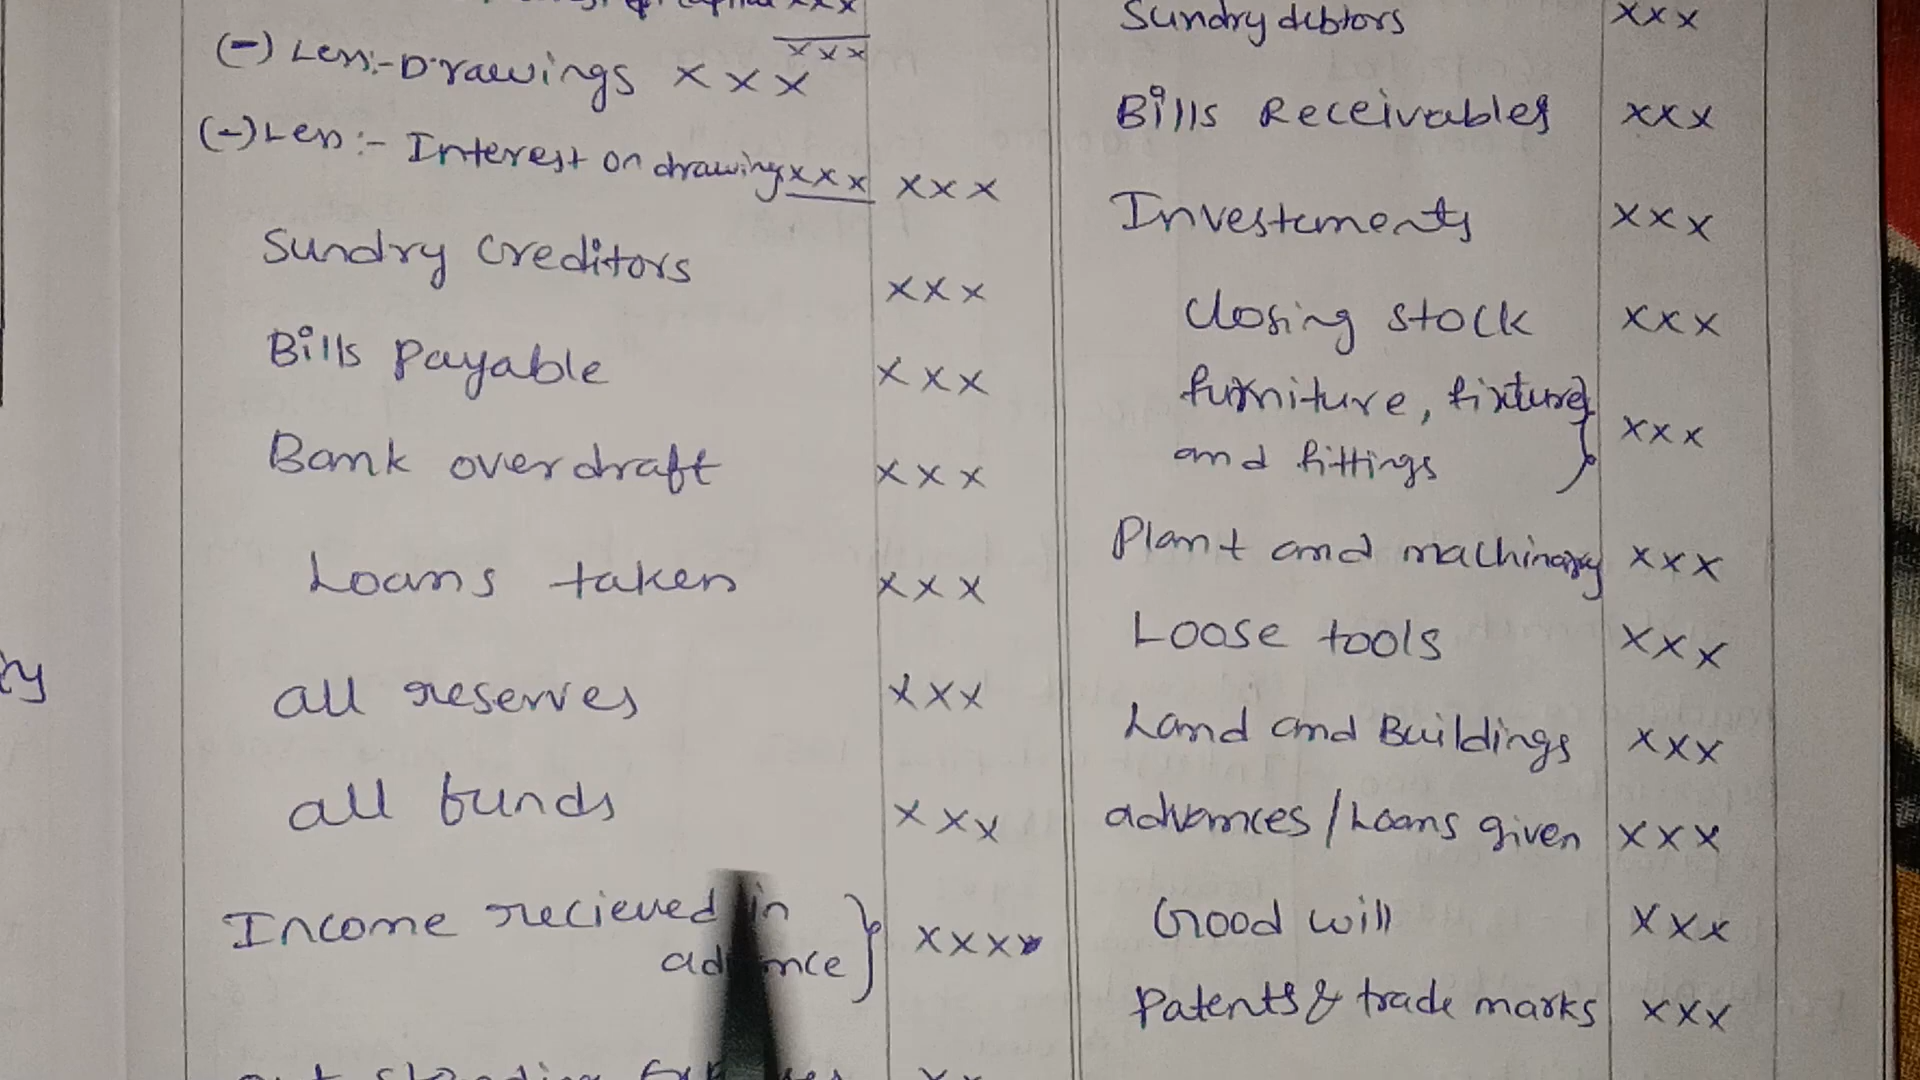 xxx
xxx
(-) Less:- Drawings xxx
(-) Less:- Interest on drawings xxx xxx
Sundry Creditors xxx
Bills payable xxx
Bank overdraft xxx
Loans taken xxx
all reserves xxx
all funds xxx
Income recieved in
advance xxx
Sundry debtors xxx
Bills Receivables xxx
Investements xxx
Closing stock xxx
furniture, fixtures
and fittings xxx
Plant and machinary xxx
Loose tools xxx
Land and Buildings xxx
advances/Loans given xxx
Good will xxx
Patents & trade marks xxx